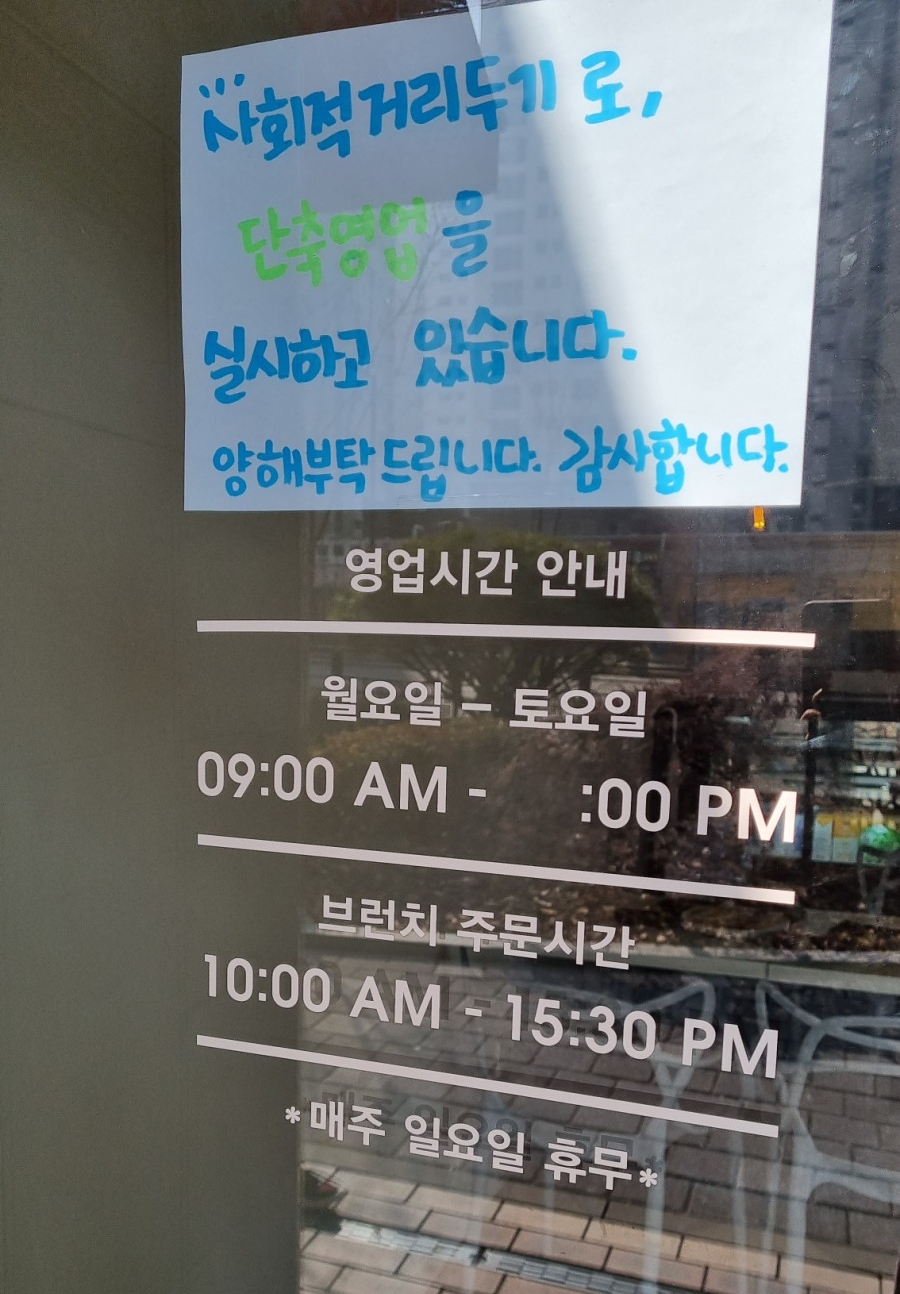 사회적거리두기로,
단축영업을
실시하고 있습니다.
양해부탁드립니다. 감사합니다.
영업시간 안내
월요일 - 토요일
09:00 AM - :00 PM
브런치 주문시간
10:00 AM - 15:30 PM
*매주 일요일 휴무*